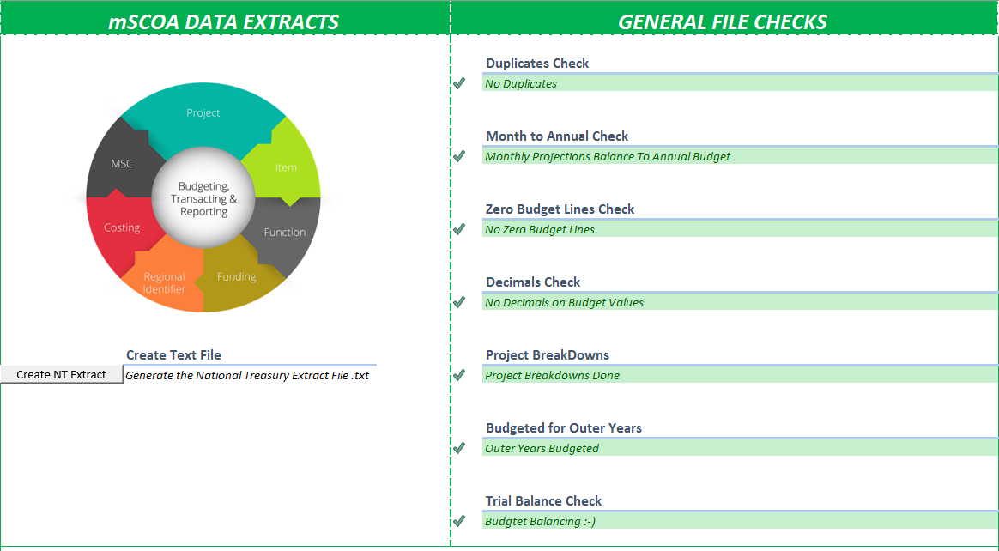 mSCOA DATA EXTRACTS
Project
MSC
Item
Budgeting,
Transacting &
Reporting
Costing
Function
Regional
Identifier
Funding
Create Text File
Create NT Extract
Generate the National Treasury Extract File .txt
GENERAL FILE CHECKS
Duplicates Check
No Duplicates
Month to Annual Check
Monthly Projections Balance To Annual Budget
Zero Budget Lines Check
No Zero Budget Lines
Decimals Check
No Decimals on Budget Values
Project BreakDowns
Project Breakdowns Done
Budgeted for Outer Years
Outer Years Budgeted
Trial Balance Check
Budgtet Balancing :-)